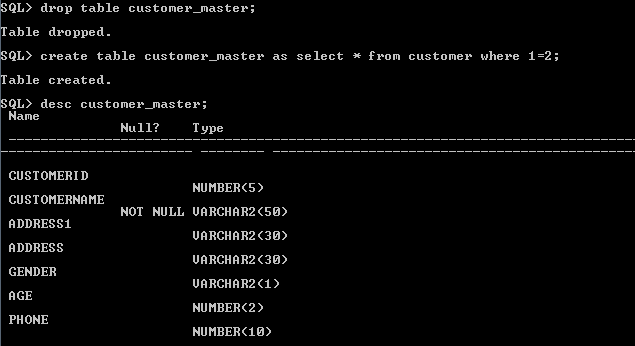 SQL> drop table customer_master;
Table dropped.
SQL> create table customer_master as select * from customer where 1=2;
Table created.
SQL> desc customer_master;
Name
Null? Type
CUSTOMERID
NUMBER(5)
CUSTOMERNAME
NOT NULL VARCHAR2(50)
ADDRESS1
VARCHAR2(30)
ADDRESS
VARCHAR2(30)
GENDER
VARCHAR2(1)
AGE
NUMBER(2)
PHONE
NUMBER(10)